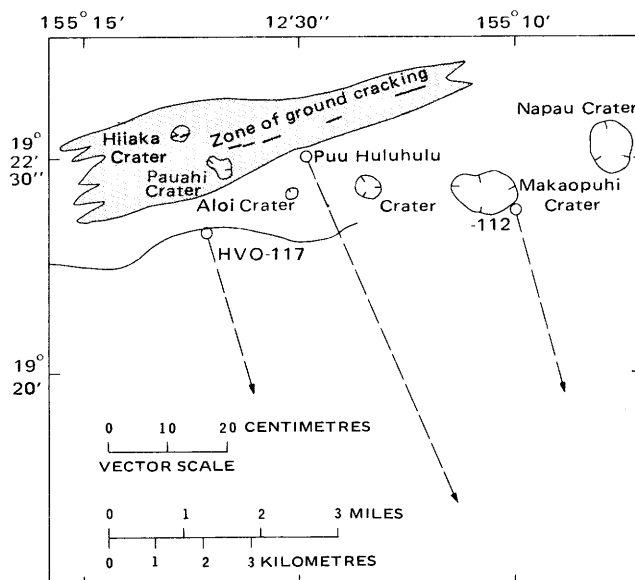 155° 15′ 12′30′′ 155° 10′
Napau Crater
Zone of ground cracking
Hiiaka
Crater
19°
22′
30′′
Puu Huluhulu
Pauahi
Crater
Aloi Crater
Crater
Makaopuhi
Crater
-112
HVO-117
19°
20′
0 10 20 CENTIMETRES
VECTOR SCALE
0 1 2 3 MILES
0 1 2 3 KILOMETRES